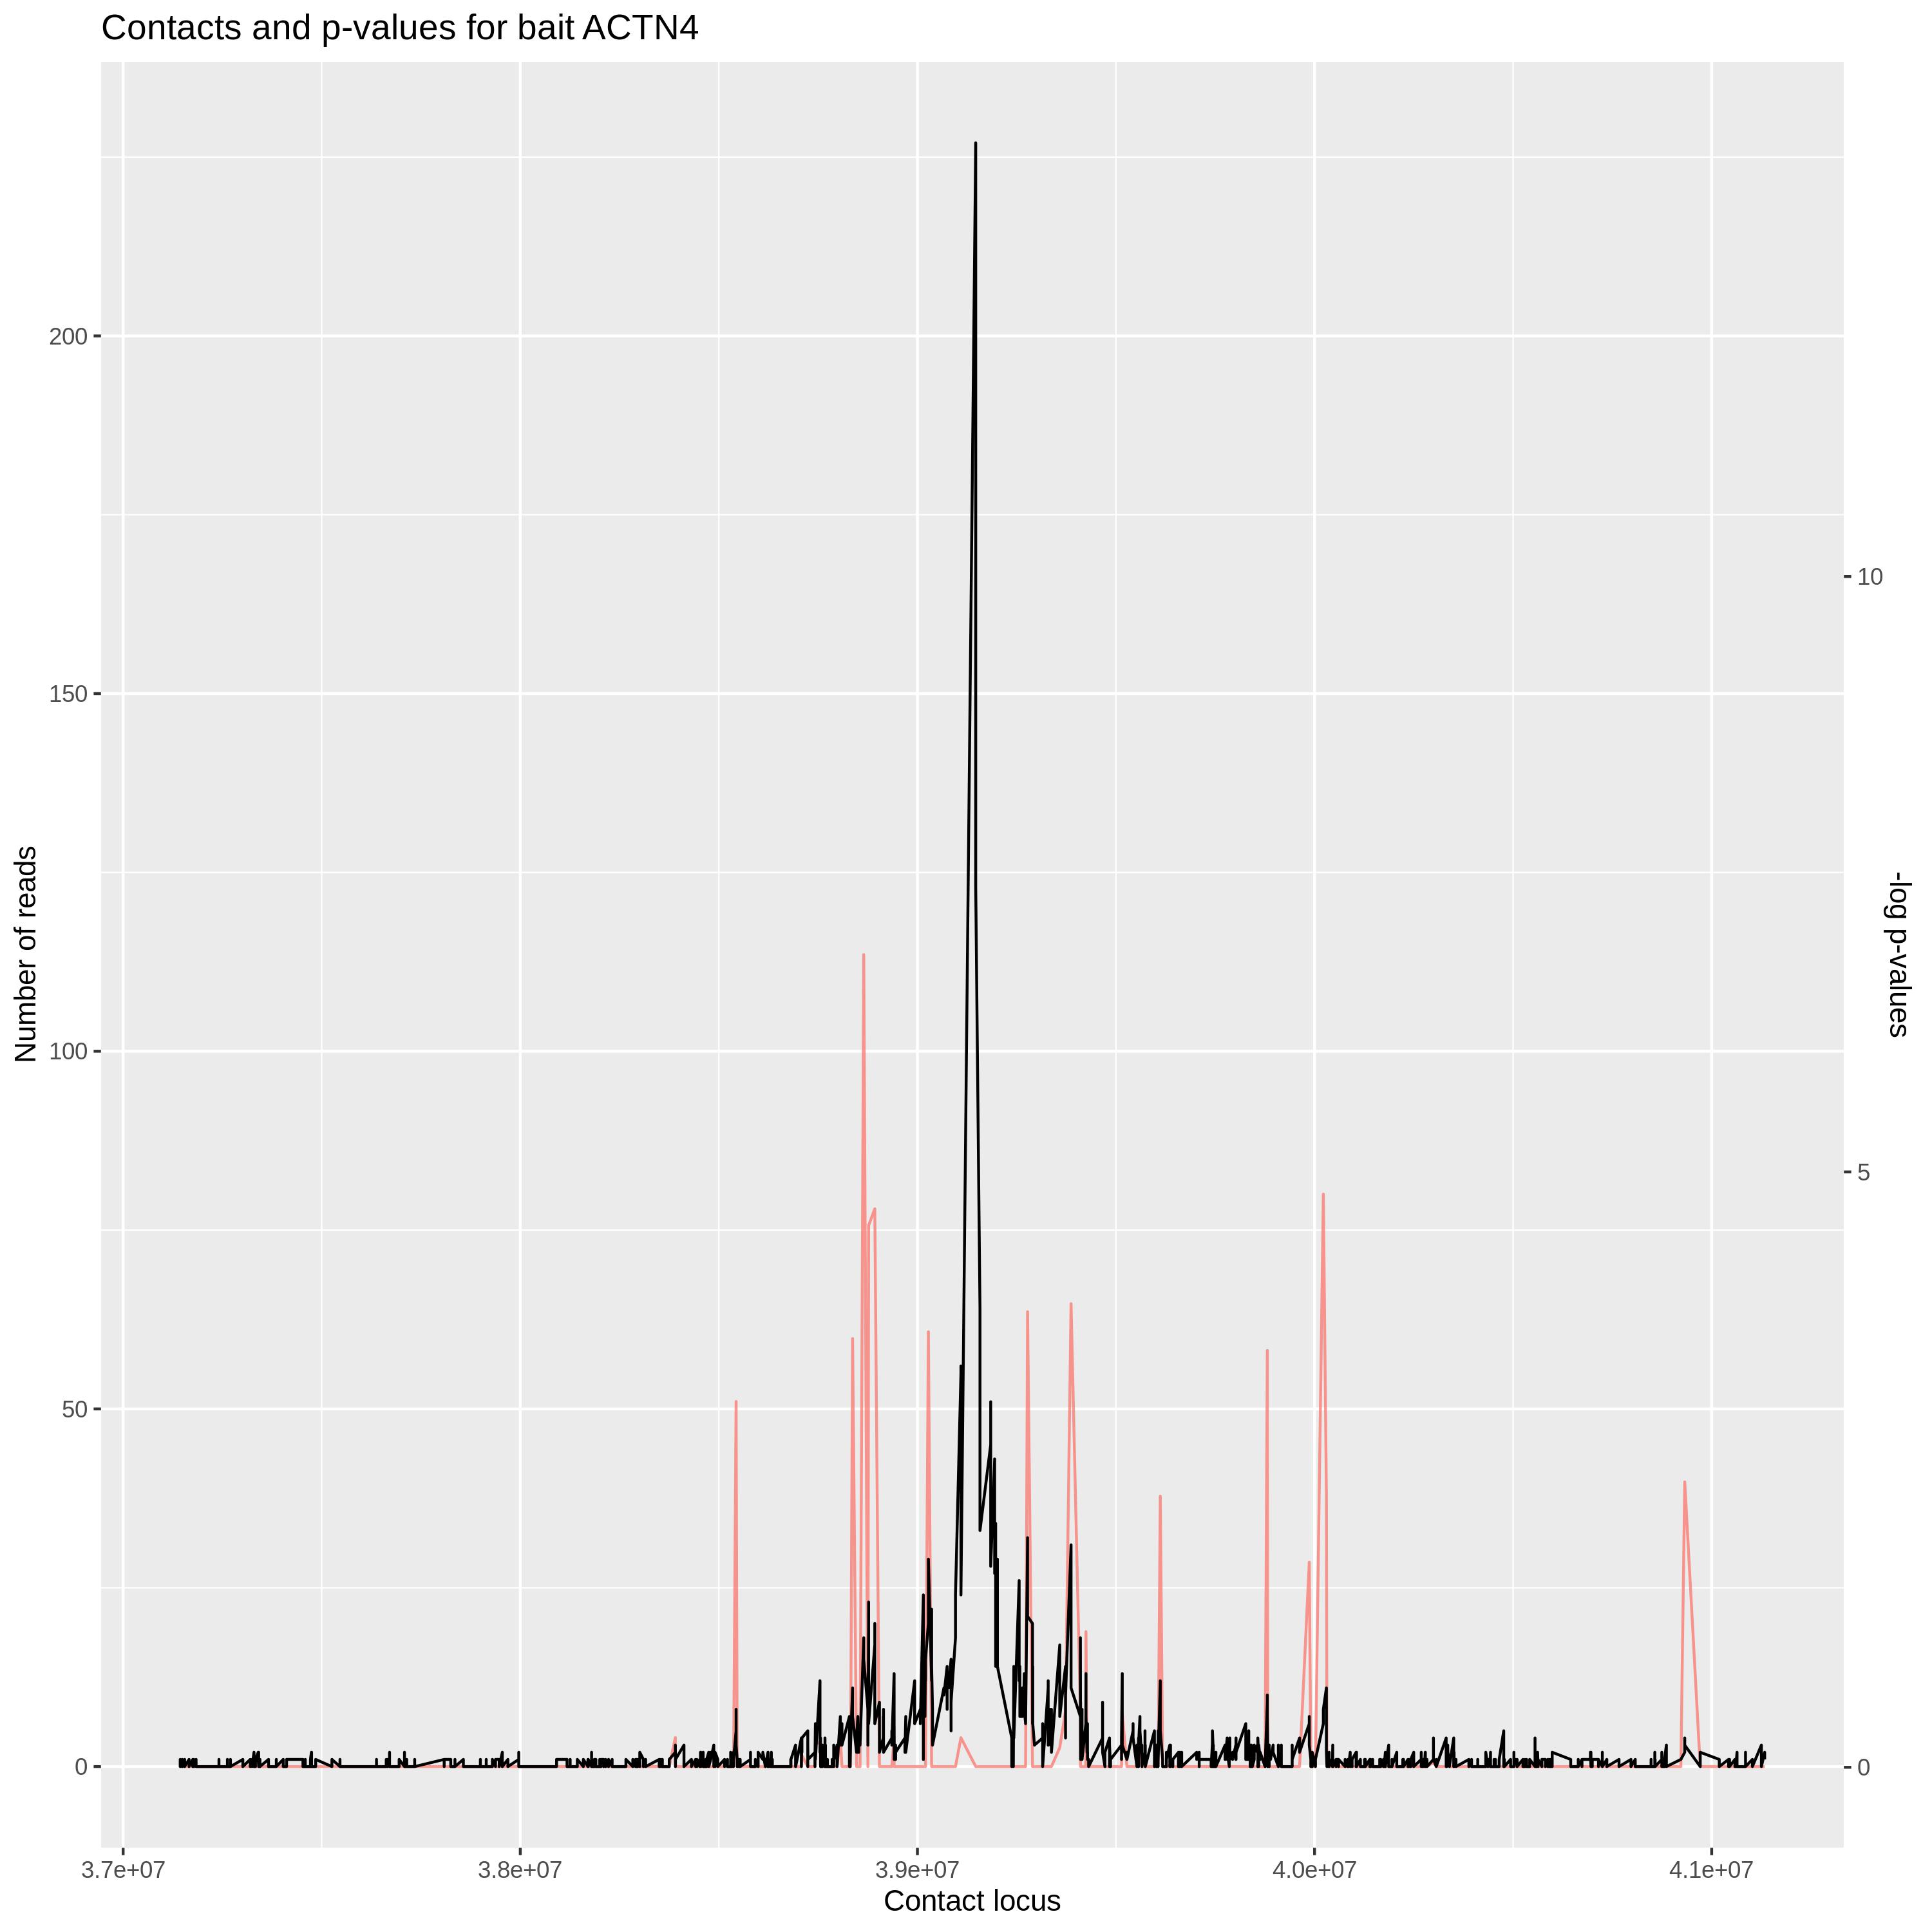 Contacts and p-values for bait ACTN4
Number of reads
200
150
100
50
0
10
5
0
-log p-values
3.7e+07
3.8e+07
3.9e+07
4.0e+07
4.1e+07
Contact locus